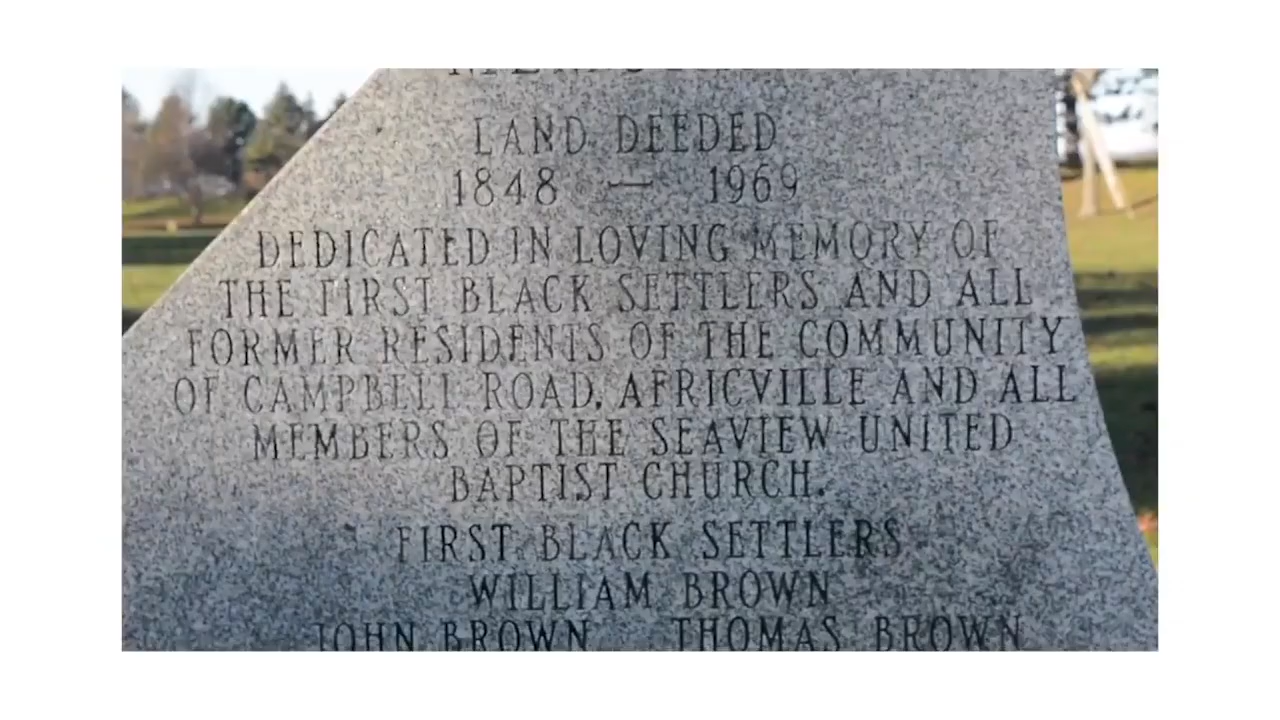 LAND DEEDED
1848 — 1969
DEDICATED IN LOVING MEMORY OF
THE FIRST BLACK SETTLERS AND ALL
FORMER RESIDENTS OF THE COMMUNITY
OF CAMPBELL ROAD, AFRICVILLE AND ALL
MEMBERS OF THE SEAVIEW UNITED
BAPTIST CHURCH.
FIRST BLACK SETTLERS
WILLIAM BROWN
JOHN BROWN THOMAS BROWN